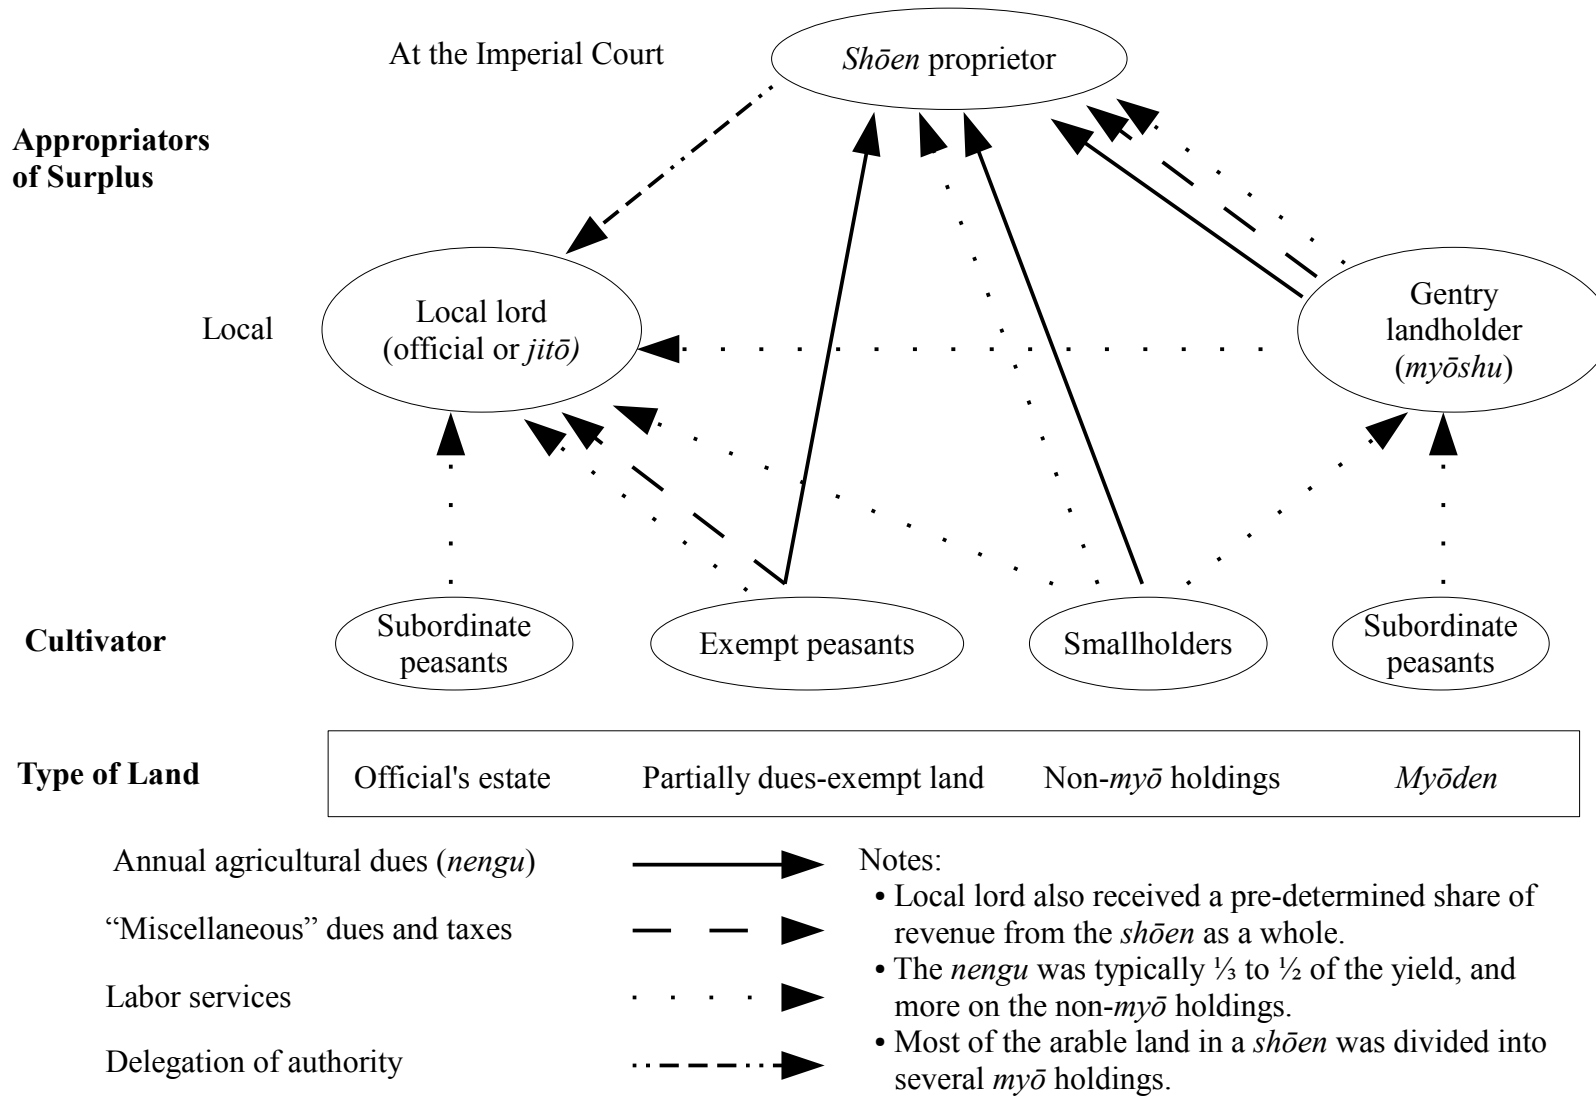 At the Imperial Court
Shōen proprietor
Appropriators
of Surplus
Local
Local lord
(official or jitō)
Gentry
landholder
(myōshu)
Cultivator
Subordinate
peasants
Exempt peasants
Smallholders
Subordinate
peasants
Type of Land
Official's estate
Partially dues-exempt land
Non-myō holdings
Myōden
Annual agricultural dues (nengu)
“Miscellaneous” dues and taxes
Labor services
Delegation of authority
Notes:
• Local lord also received a pre-determined share of
revenue from the shōen as a whole.
• The nengu was typically ⅓ to ½ of the yield, and
more on the non-myō holdings.
• Most of the arable land in a shōen was divided into
several myō holdings.